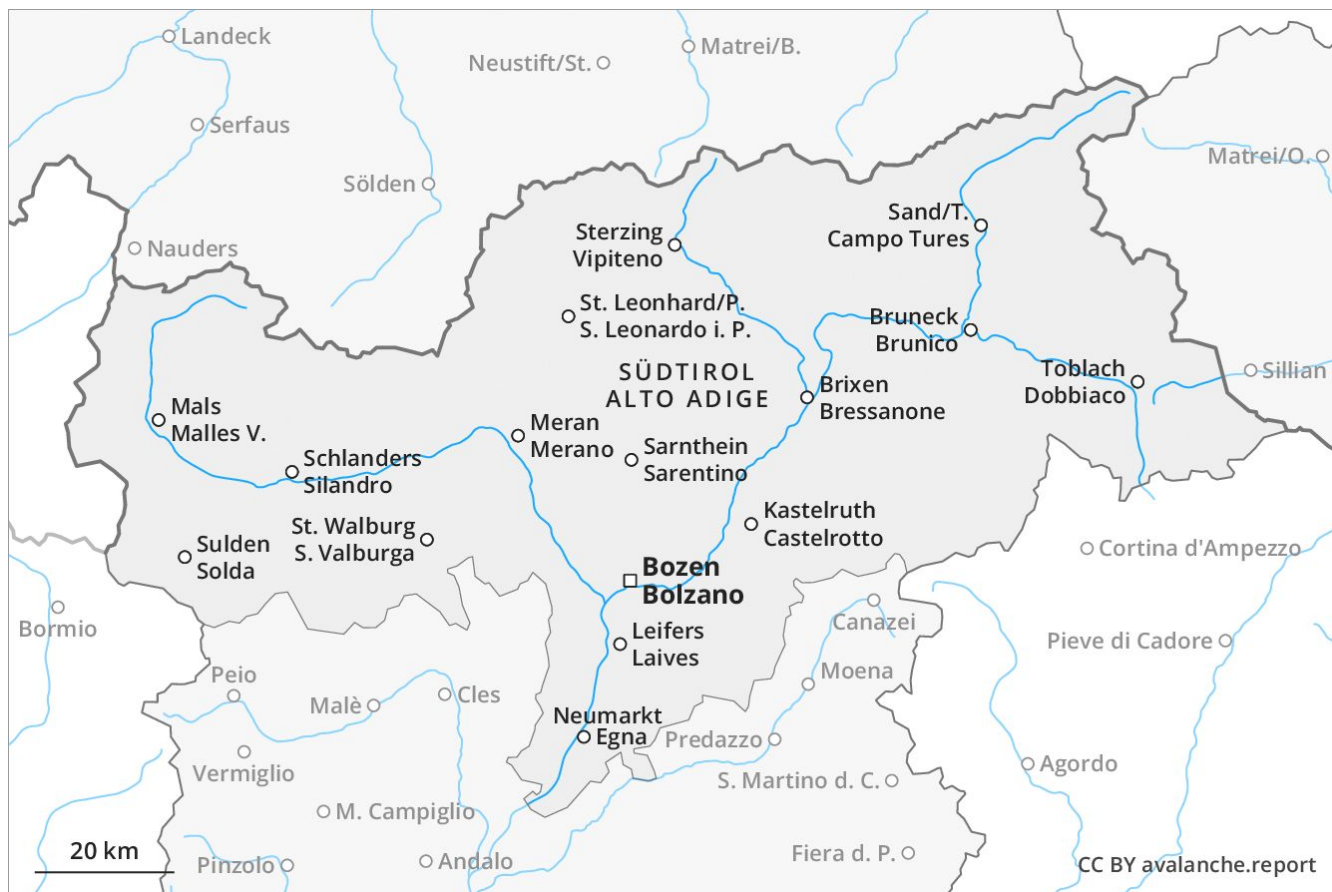 Landeck
Matrei/B.
Neustift/St.
Serfaus
Matrei/O.
Sölden
Sand/T.
Campo Tures
Sterzing
Vipiteno
Nauders
St. Leonhard/P.
S. Leonardo i. P.
Bruneck
Brunico
SÜDTIROL
ALTO ADIGE
Toblach
Dobbiaco
Sillian
Brixen
Bressanone
Mals
Malles V.
Meran
Merano
Sarnthein
Sarentino
Schlanders
Silandro
Kastelruth
Castelrotto
St. Walburg
S. Valburga
Sulden
Solda
Cortina d'Ampezzo
Bozen
Bolzano
Bormio
Canazei
Leifers
Laives
Pieve di Cadore
Peio
Moena
Cles
Malè
Neumarkt
Egna
Predazzo
Vermiglio
Agordo
S. Martino d. C.
M. Campiglio
20 km
Pinzolo
Andalo
Fiera d. P.
CC BY avalanche.report